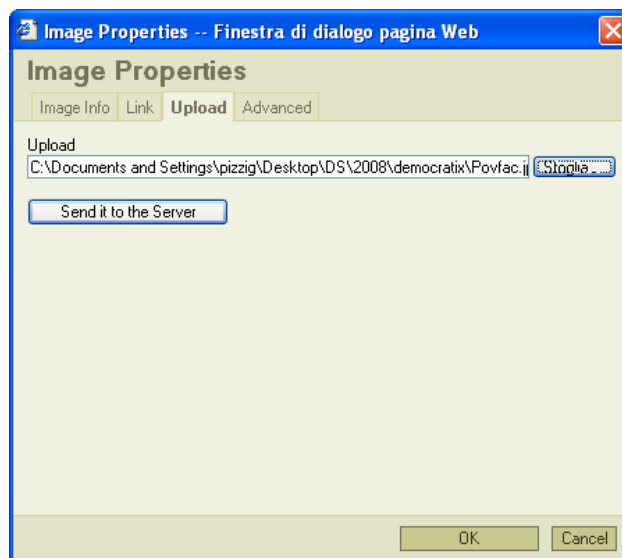 Image Properties -- Finestra di dialogo pagina Web
Image Properties
Image Info Link Upload Advanced
Upload
C:\Documents and Settings\pizzig\Desktop\DS\2008\democratix\Povfac.j Sfoglia...
Send it to the Server
OK Cancel